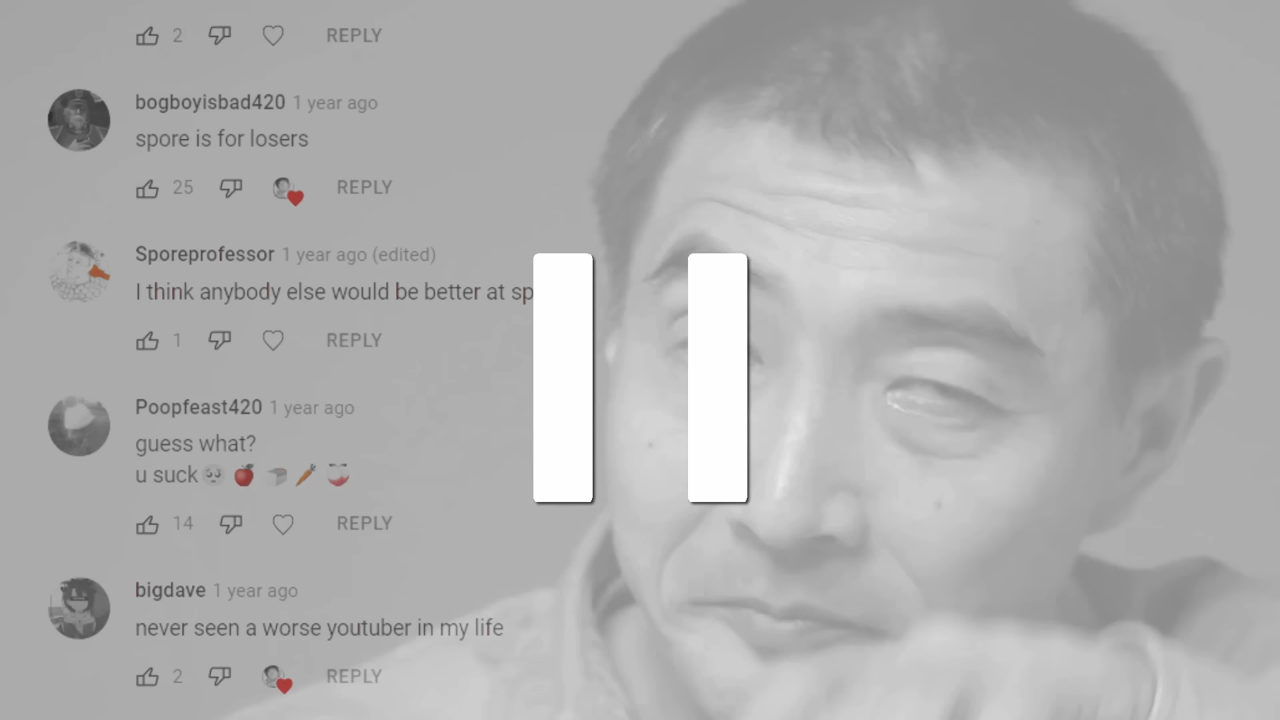 2 REPLY
bogboyisbad420 1 year ago
spore is for losers
25 REPLY
Sporeprofessor 1 year ago (edited)
I think anybody else would be better at sp
1 REPLY
Poopfeast420 1 year ago
guess what?
u suck🥺 🍎 🍞 🥕 🥃
14 REPLY
bigdave 1 year ago
never seen a worse youtuber in my life
2 REPLY